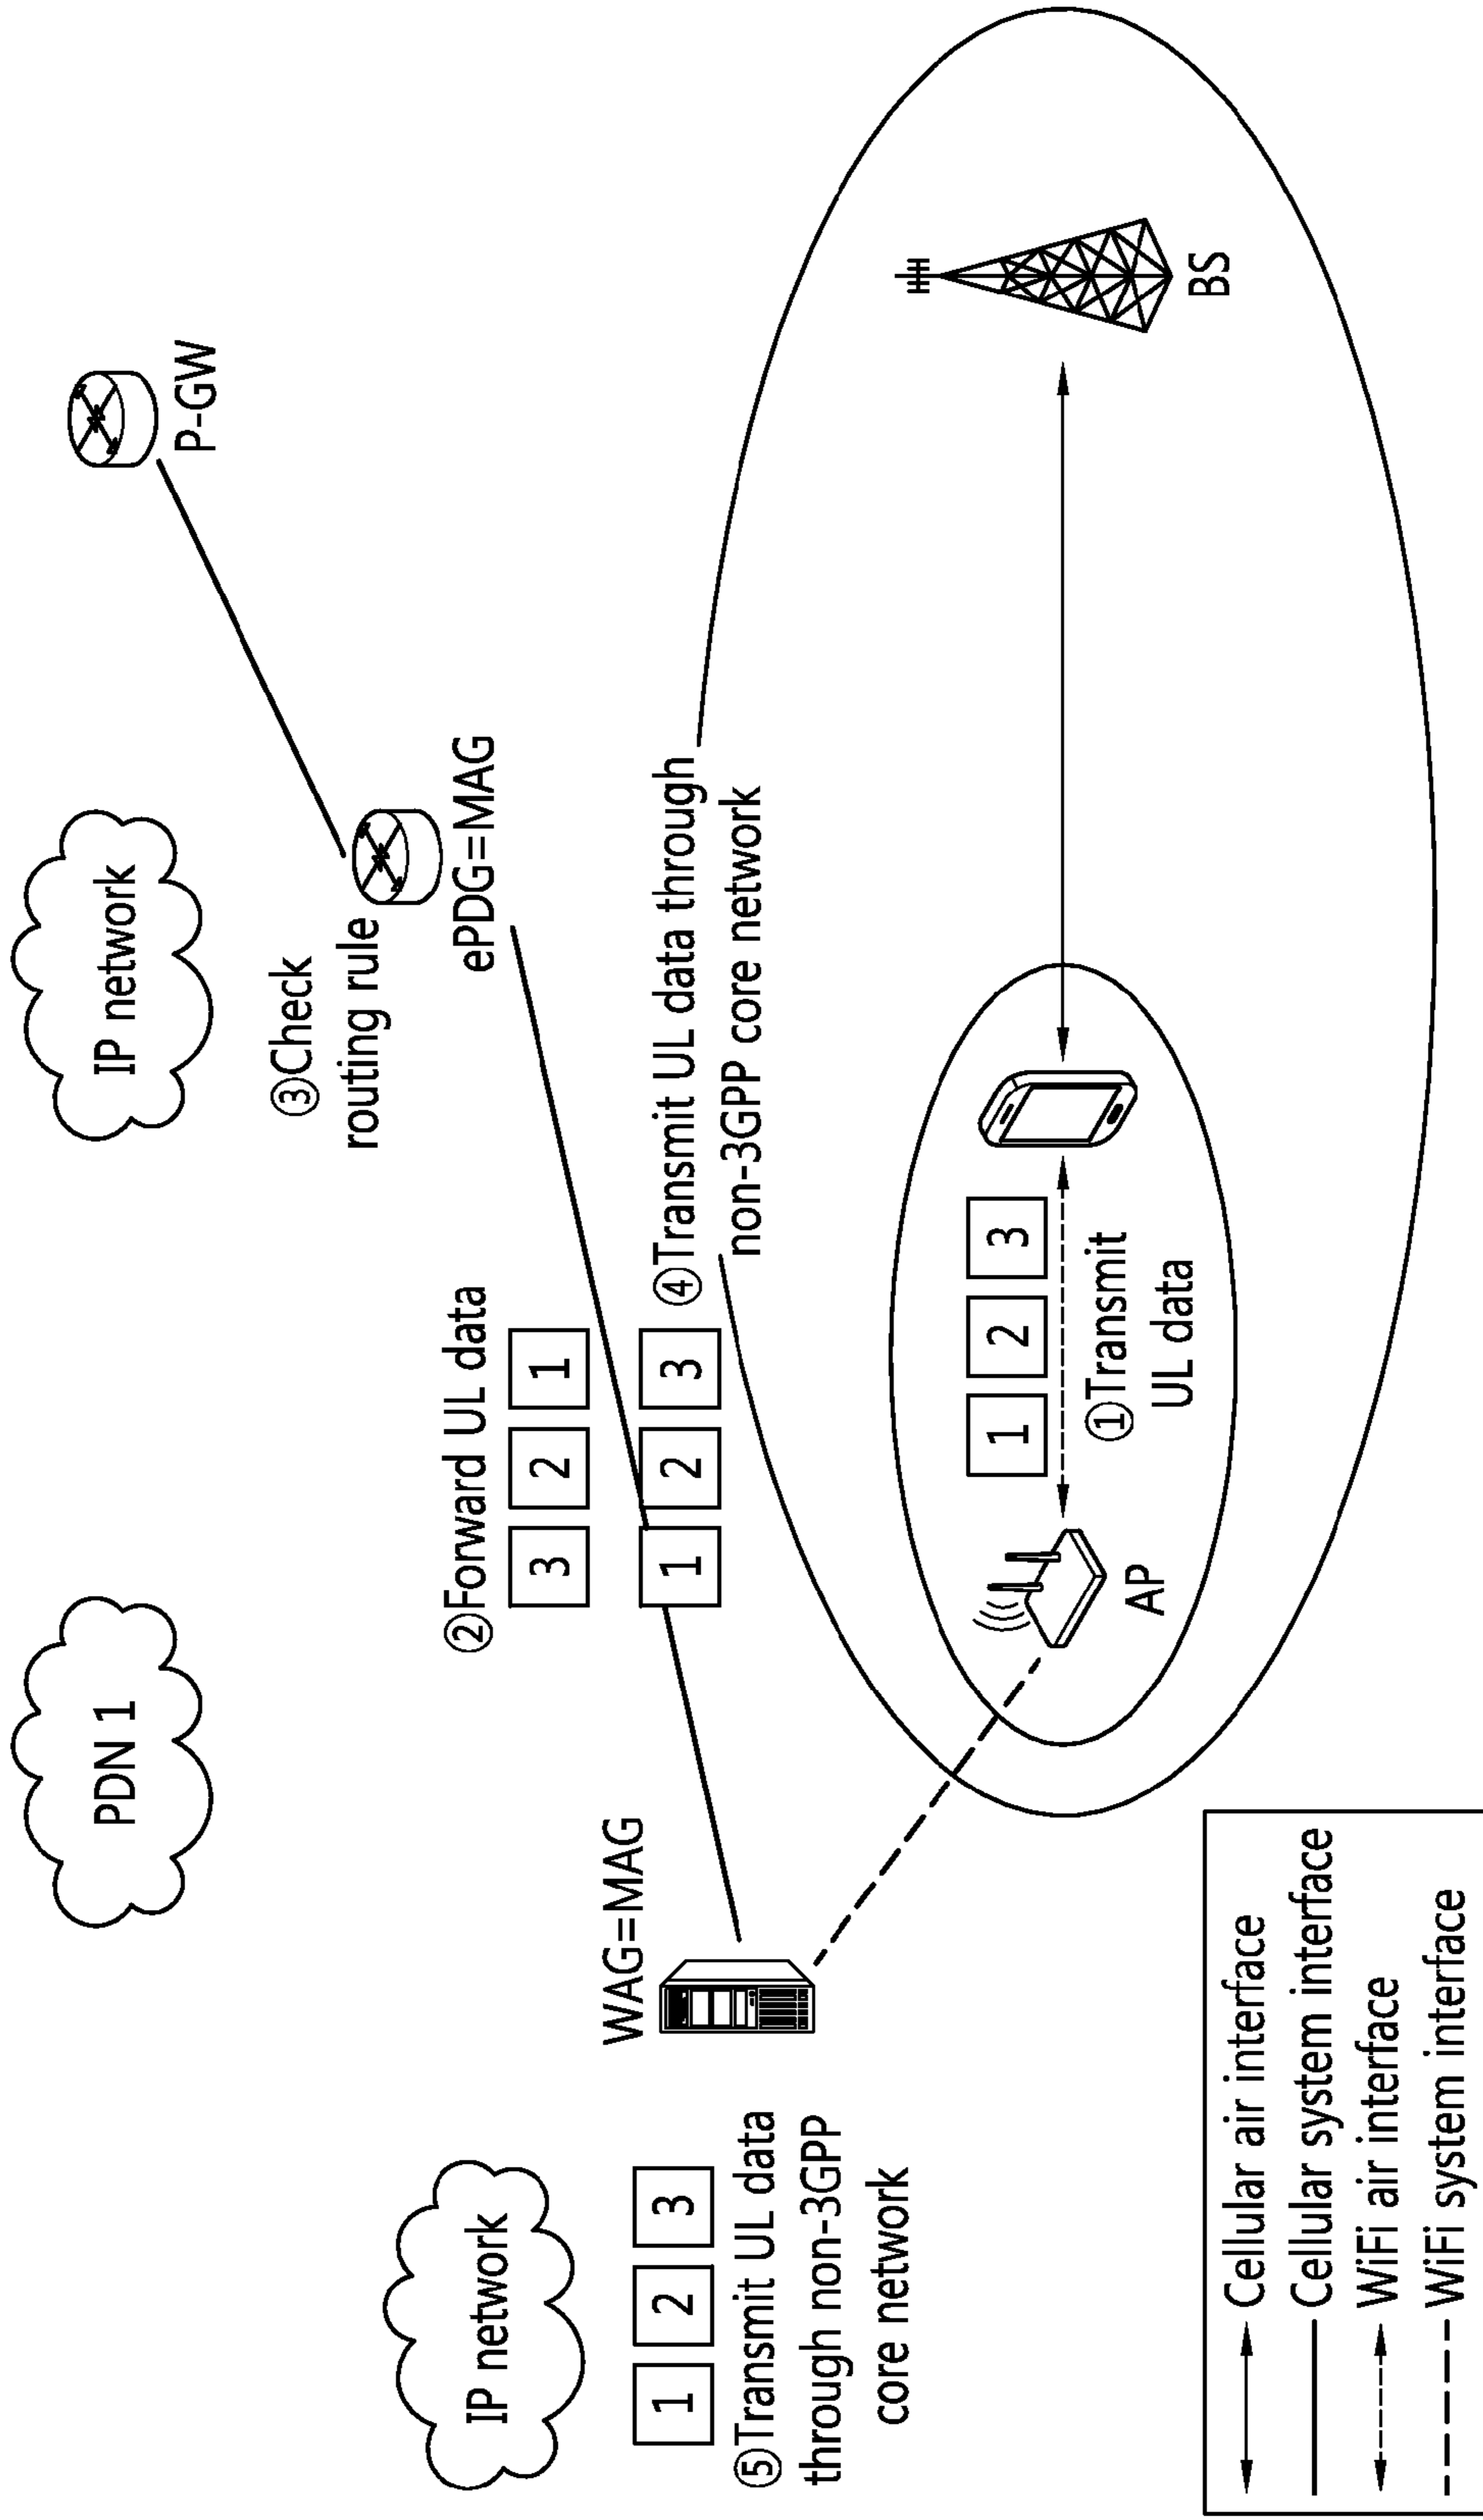 IP network
PDN 1
IP network
P-GW
③Check
routing rule
ePDG=MAG
②Forward UL data
3 2 1
1 2 3
④Transmit UL data through
non-3GPP core network
WAG=MAG
1 2 3
⑤Transmit UL data
through non-3GPP
core network
1 2 3
①Transmit
UL data
AP
BS
Cellular air interface
Cellular system interface
WiFi air interface
WiFi system interface